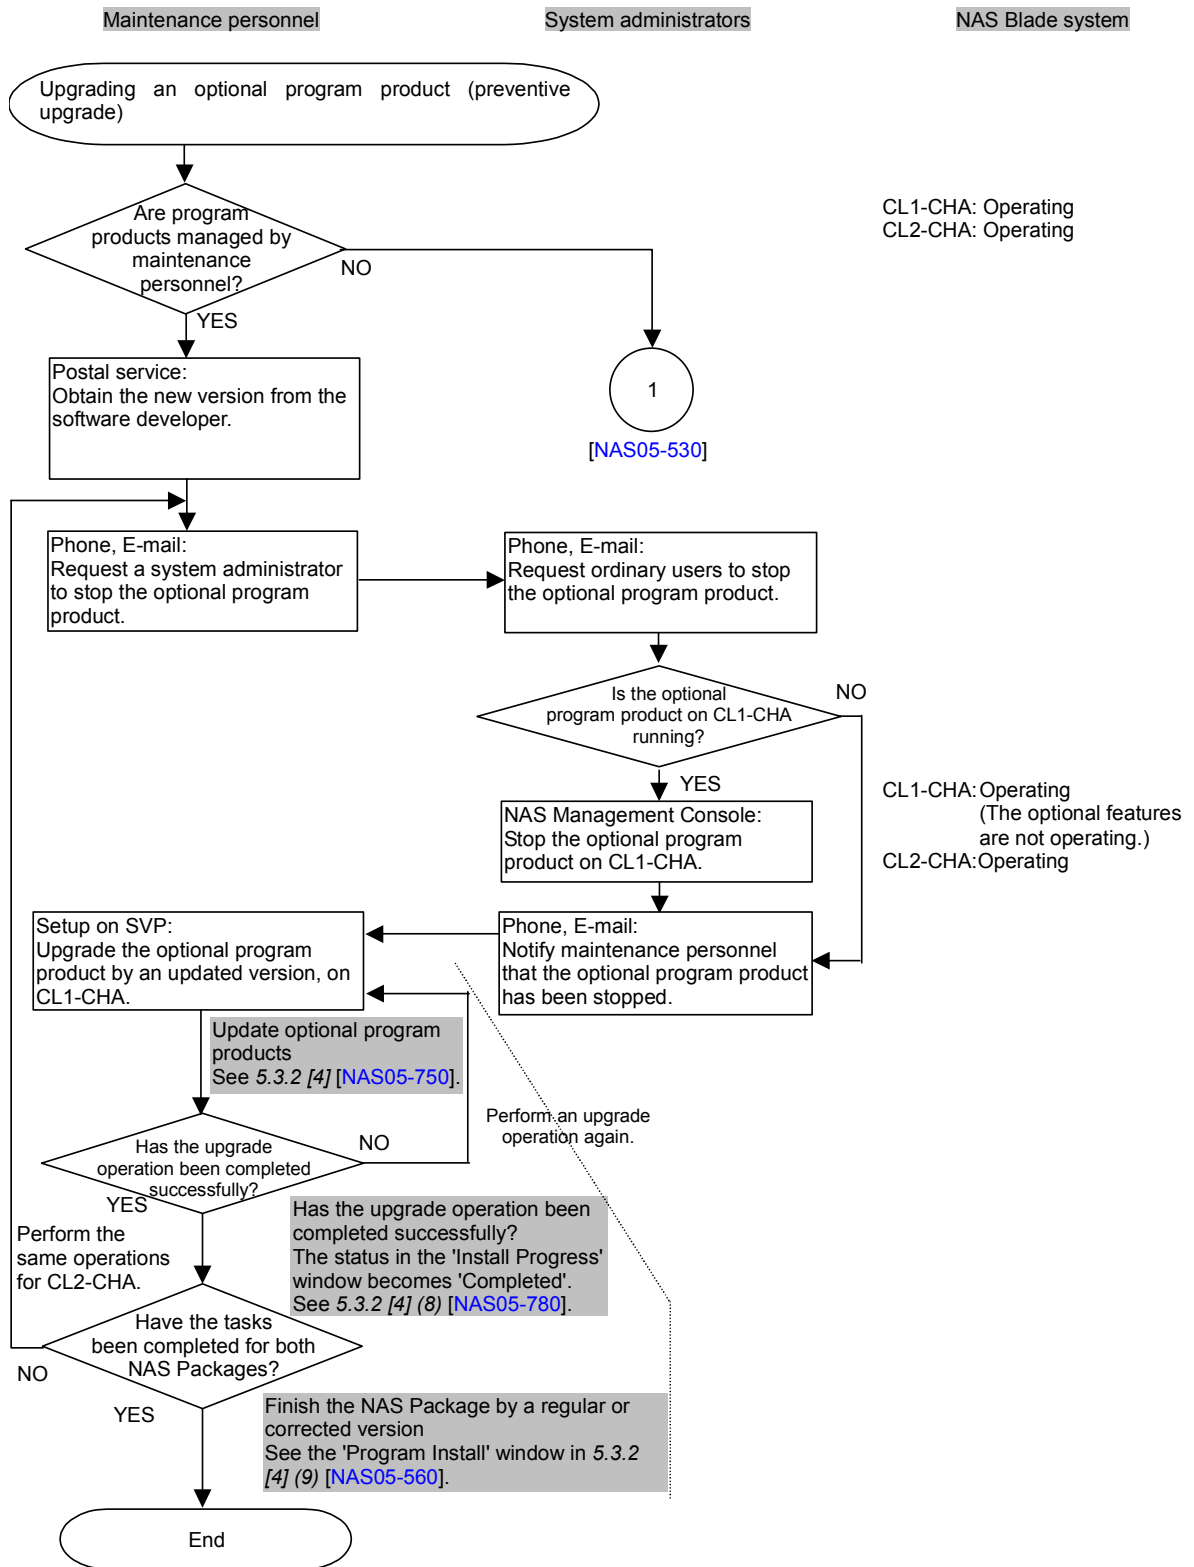 Maintenance personnel
System administrators
NAS Blade system
Upgrading an optional program product (preventive
upgrade)
Are program
products managed by
maintenance
personnel?
NO
YES
CL1-CHA: Operating
CL2-CHA: Operating
Postal service:
Obtain the new version from the
software developer.
1
[NAS05-530]
Phone, E-mail:
Request a system administrator
to stop the optional program
product.
Phone, E-mail:
Request ordinary users to stop
the optional program product.
Is the optional
program product on CL1-CHA
running?
NO
YES
NAS Management Console:
Stop the optional program
product on CL1-CHA.
CL1-CHA:Operating
(The optional features
are not operating.)
CL2-CHA:Operating
Setup on SVP:
Upgrade the optional program
product by an updated version, on
CL1-CHA.
Phone, E-mail:
Notify maintenance personnel
that the optional program product
has been stopped.
Update optional program
products
See 5.3.2 [4] [NAS05-750].
Perform an upgrade
operation again.
Has the upgrade
operation been completed
successfully?
NO
YES
Perform the
same operations
for CL2-CHA.
Has the upgrade operation been
completed successfully?
The status in the 'Install Progress'
window becomes 'Completed'.
See 5.3.2 [4] (8) [NAS05-780].
Have the tasks
been completed for both
NAS Packages?
NO
YES
Finish the NAS Package by a regular or
corrected version
See the 'Program Install' window in 5.3.2
[4] (9) [NAS05-560].
End